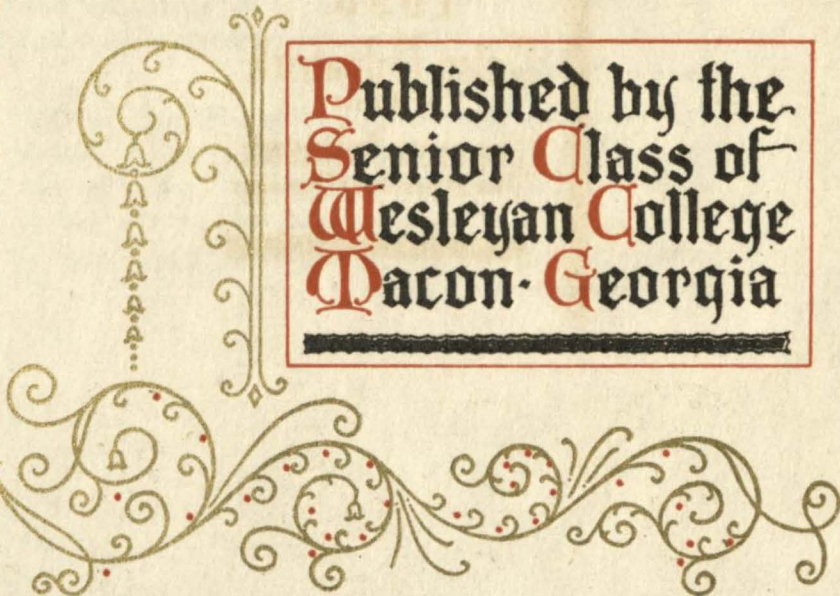 Published by the
Senior Class of
Wesleyan College
Macon · Georgia